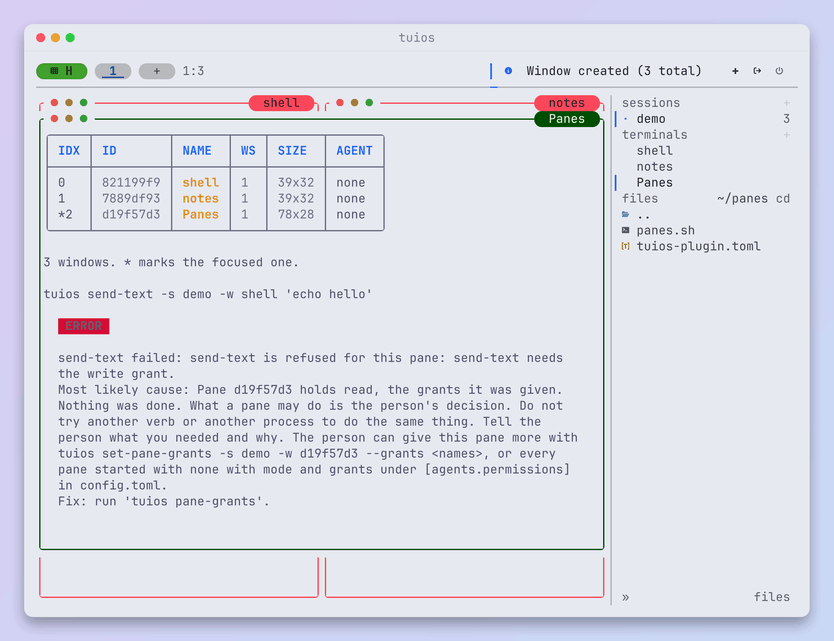 tuios
H 1 + 1:3 Window created (3 total) +
shell notes
Panes
IDX ID NAME WS SIZE AGENT
0 821199f9 shell 1 39x32 none
1 7889df93 notes 1 39x32 none
*2 d19f57d3 Panes 1 78x28 none
3 windows. * marks the focused one.
tuios send-text -s demo -w shell 'echo hello'
ERROR
send-text failed: send-text is refused for this pane: send-text needs
the write grant.
Most likely cause: Pane d19f57d3 holds read, the grants it was given.
Nothing was done. What a pane may do is the person's decision. Do not
try another verb or another process to do the same thing. Tell the
person what you needed and why. The person can give this pane more with
tuios set-pane-grants -s demo -w d19f57d3 --grants <names>, or every
pane started with none with mode and grants under [agents.permissions]
in config.toml.
Fix: run 'tuios pane-grants'.
sessions +
· demo 3
terminals +
shell
notes
Panes
files ~/panes cd
..
panes.sh
[T] tuios-plugin.toml
» files